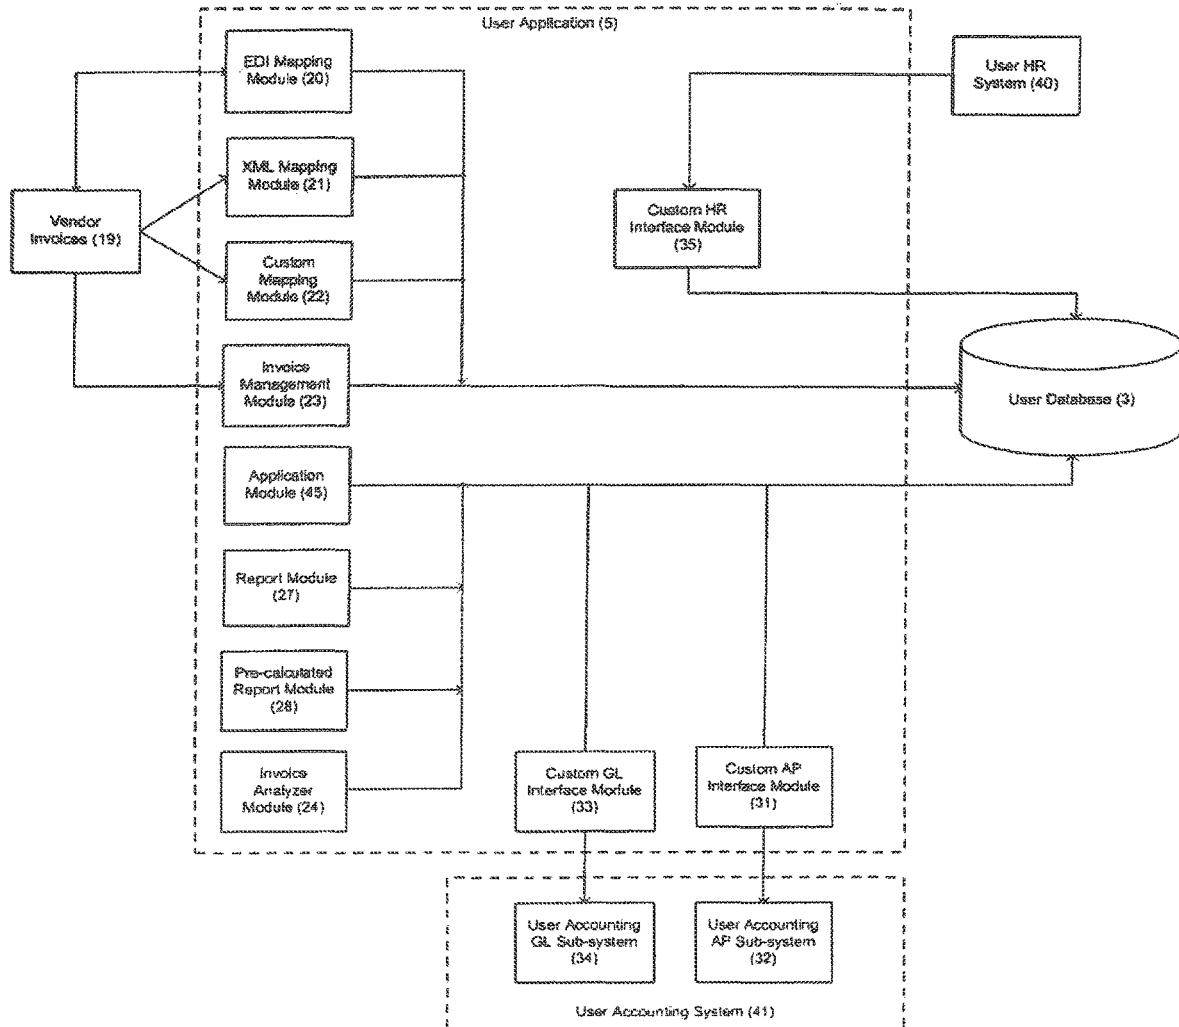 User Application (5)
EDI Mapping
Module (20)
User HR
System (40)
XML Mapping
Module (21)
Vendor
Invoices (19)
Custom HR
Interface Module
(35)
Custom
Mapping
Module (22)
Invoice
Management
Module (23)
User Database (3)
Application
Module (45)
Report Module
(27)
Pre-calculated
Report Module
(28)
Invoice
Analyzer
Module (24)
Custom GL
Interface Module
(33)
Custom AP
Interface Module
(31)
User Accounting
GL Sub-system
(34)
User Accounting
AP Sub-system
(32)
User Accounting System (41)